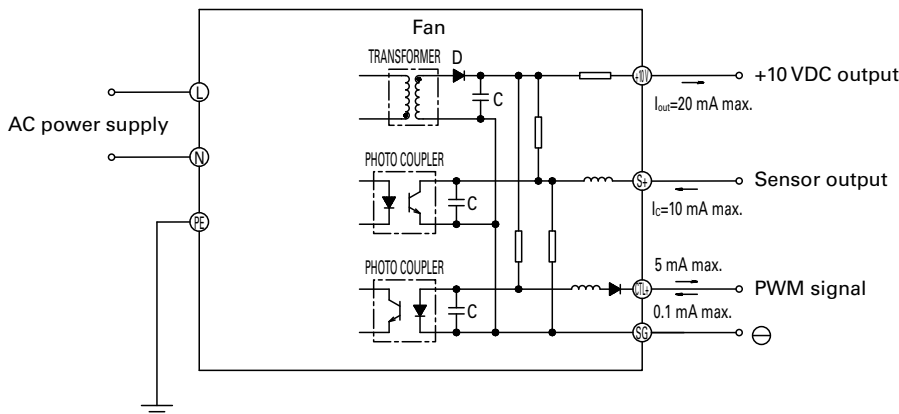 Fan
TRANSFORMER
D
C
+10V
+10 VDC output
Iout=20 mA max.
L
AC power supply
N
PHOTO COUPLER
C
S+
Sensor output
IC=10 mA max.
PE
PHOTO COUPLER
C
5 mA max.
CTL+
PWM signal
0.1 mA max.
SG
⊖